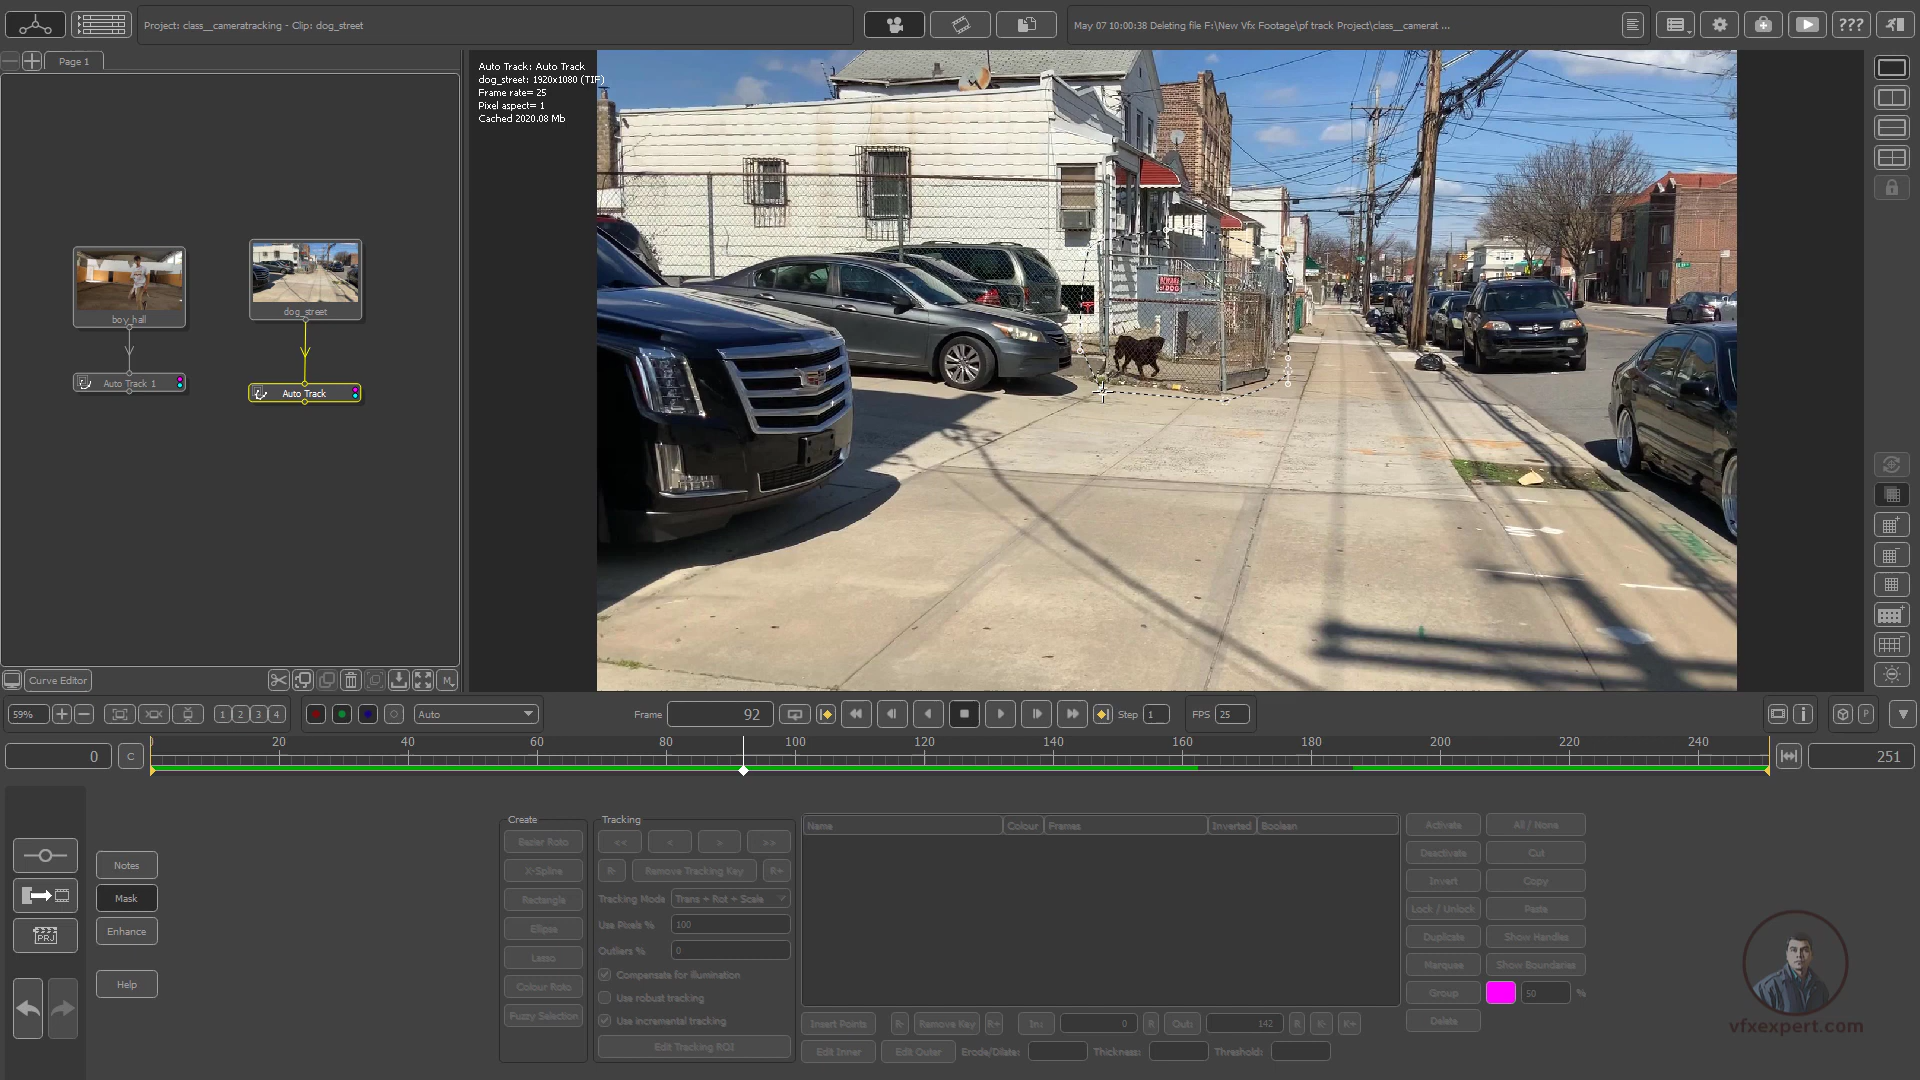 Project: class__cameratracking - Clip: dog_street
May 07 10:00:38 Deleting file F:\New Vfx Footage\pf track Project\class__camerat ...
???
Page 1
Auto Track: Auto Track
dog_street: 1920x1080 (TIF)
Frame rate= 25
Pixel aspect= 1
Cached 2020.08 Mb
boy_hall
dog_street
Auto Track 1
Auto Track
Curve Editor
M
59%
1 2 3 4
Auto
Frame 92
Step 1
FPS 25
P
0
C
0 20 40 60 80 100 120 140 160 180 200 220 240
251
Create
Tracking
Name Colour Frames Inverted Boolean
Activate
All / None
Bezier Roto
<< < > >>
Deactivate
Cut
X-Spline
R- Remove Tracking Key R+
Invert
Copy
Rectangle
Tracking Mode Trans + Rot + Scale
Lock / Unlock
Paste
Ellipse
Use Pixels % 100
Duplicate
Show Handles
Lasso
Outliers % 0
Marquee
Show Boundaries
Colour Roto
Compensate for illumination
Group
50 %
Fuzzy Selection
Use robust tracking
Delete
Use incremental tracking
Edit Tracking ROI
Insert Points R- Remove Key R+ In: 0 R Out: 142 R K- K+
Edit Inner Edit Outer Erode/Dilate: Thickness: Threshold:
Notes
Mask
Enhance
Help
PRJ
vfxexpert.com